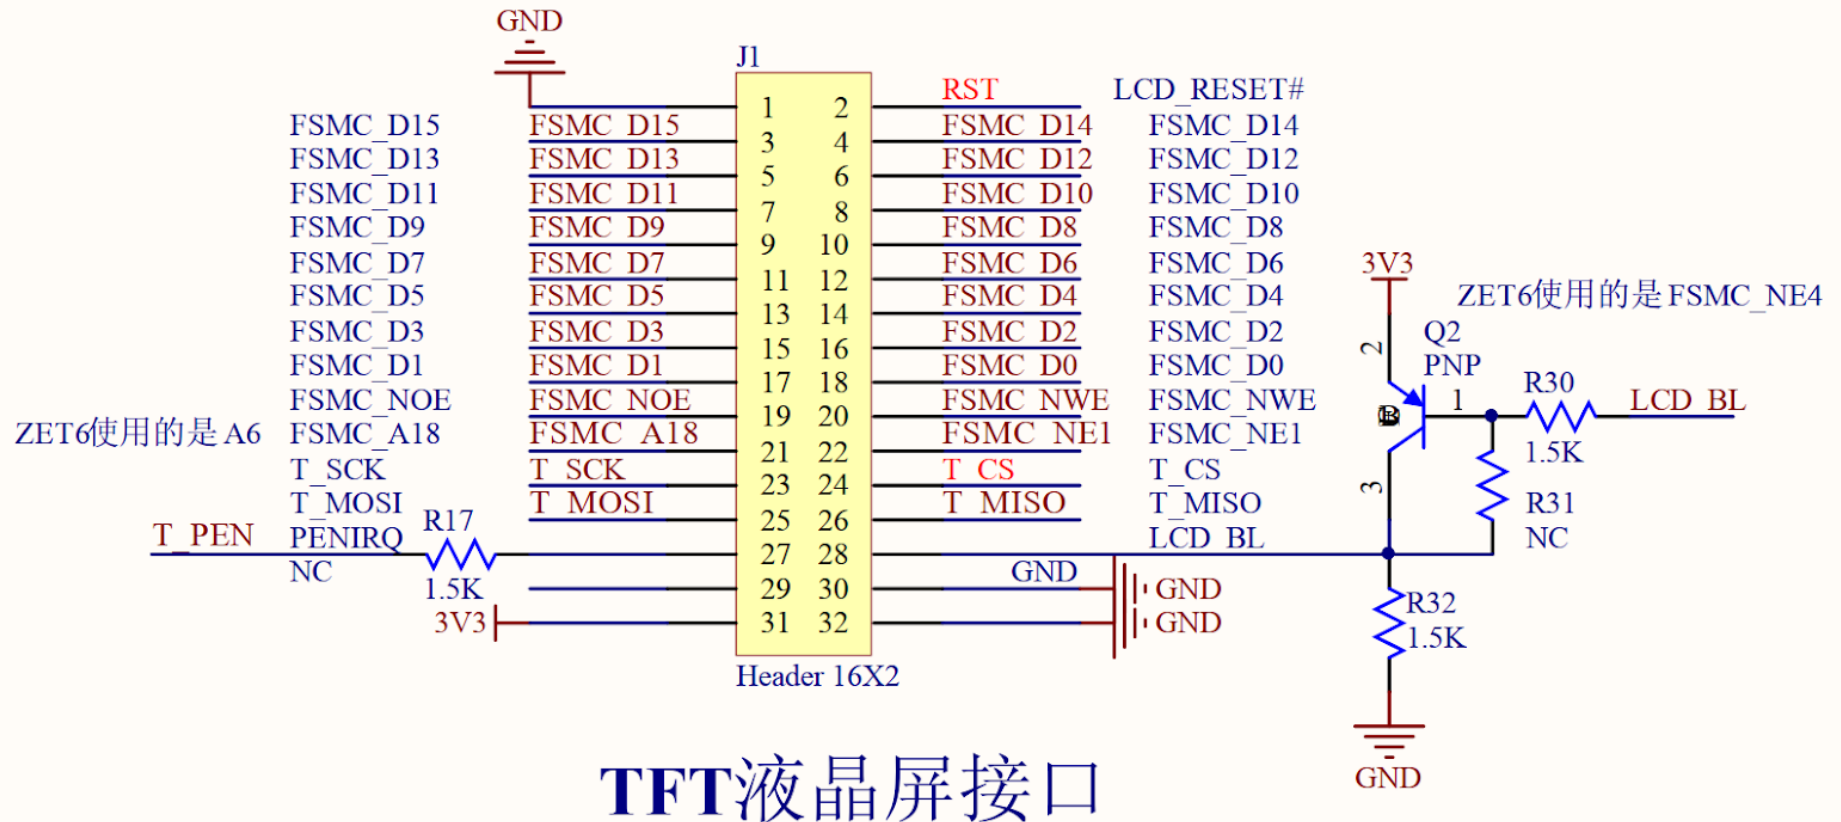 GND
J1
RST LCD_RESET#
1 2
FSMC_D15 FSMC_D15 FSMC_D14 FSMC_D14
3 4
FSMC_D13 FSMC_D13 FSMC_D12 FSMC_D12
5 6
FSMC_D11 FSMC_D11 FSMC_D10 FSMC_D10
7 8
FSMC_D9 FSMC_D9 FSMC_D8 FSMC_D8
9 10
FSMC_D7 FSMC_D7 FSMC_D6 FSMC_D6 3V3
11 12
FSMC_D5 FSMC_D5 FSMC_D4 FSMC_D4 ZET6使用的是FSMC_NE4
13 14
FSMC_D3 FSMC_D3 FSMC_D2 FSMC_D2 Q2
15 16 2
FSMC_D1 FSMC_D1 FSMC_D0 FSMC_D0 PNP
17 18 R30
FSMC_NOE FSMC_NOE FSMC_NWE FSMC_NWE 1 LCD_BL
19 20
ZET6使用的是A6 FSMC_A18 FSMC_A18 FSMC_NE1 FSMC_NE1
21 22 1.5K
T_SCK T_SCK T_CS T_CS
23 24 3
T_MOSI T_MOSI T_MISO T_MISO R31
R17 25 26
T_PEN PENIRQ LCD_BL NC
27 28
NC GND
1.5K 29 30 GND
R32
3V3 31 32 GND
1.5K
Header 16X2
GND
TFT液晶屏接口